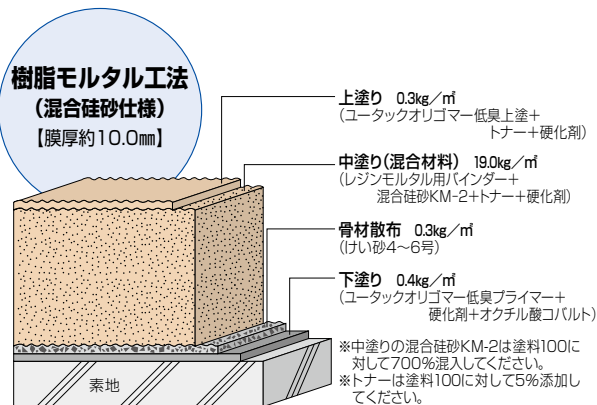 樹脂モルタル工法
（混合硅砂仕様）
【膜厚約10.0㎜】
上塗り 0.3kg／㎡
（ユータックオリゴマー低臭上塗＋
トナー＋硬化剤）
中塗り（混合材料） 19.0kg／㎡
（レジンモルタル用バインダー＋
混合硅砂KM-2＋トナー＋硬化剤）
骨材散布 0.3kg／㎡
（けい砂4〜6号）
下塗り 0.4kg／㎡
（ユータックオリゴマー低臭プライマー＋
硬化剤＋オクチル酸コバルト）
※中塗りの混合硅砂KM-2は塗料100に
対して700％混入してください。
※トナーは塗料100に対して5％添加し
てください。
素地